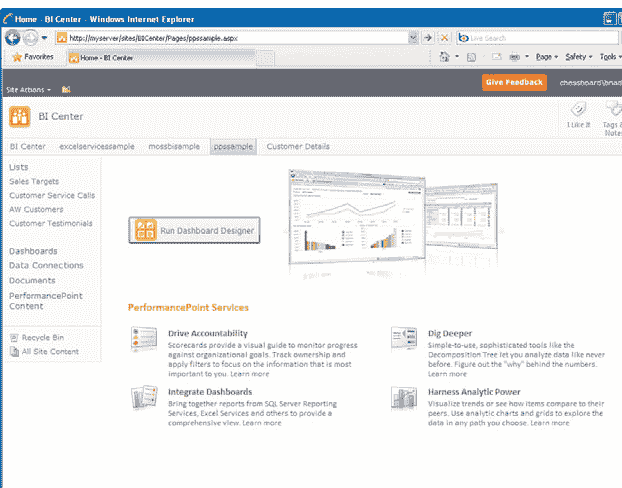 Home - BI Center - Windows Internet Explorer
http://myserver/sites/BICenter/Pages/ppssample.aspx
Live Search
Favorites
Home - BI Center
Page
Safety
Tools
Site Actions
Give Feedback
BI Center
I Like It
Tags &
Notes
BI Center
excelservicessample
mossbisample
ppssample
Customer Details
Lists
Sales Targets
Customer Service Calls
AW Customers
Customer Testimonials
Dashboards
Data Connections
Documents
PerformancePoint
Content
Recycle Bin
All Site Content
Run Dashboard Designer
PerformancePoint Services
Drive Accountability
Scorecards provide a visual guide to monitor progress
against organizational goals. Track ownership and
apply filters to focus on the information that is most
important to you. Learn more
Dig Deeper
Simple-to-use, sophisticated tools like the
Decomposition Tree let you analyze data like never
before. Figure out the "why" behind the numbers.
Learn more
Integrate Dashboards
Bring together reports from SQL Server Reporting
Services, Excel Services and others to provide a
comprehensive view. Learn more
Harness Analytic Power
Visualize trends or see how items compare to their
peers. Use analytic charts and grids to explore the
data in any path you choose. Learn more